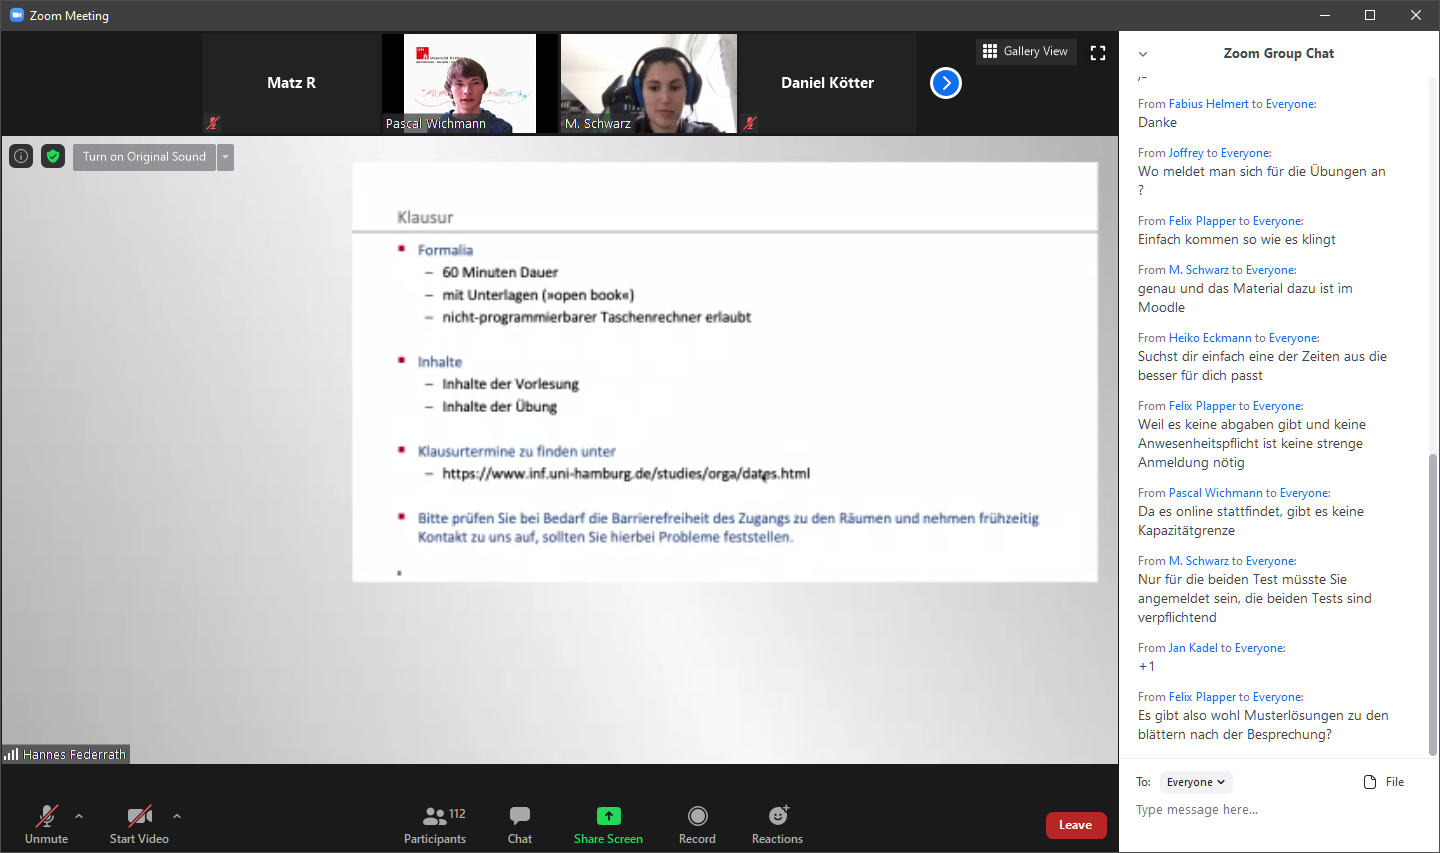 Zoom Meeting
Matz R
Pascal Wichmann
M. Schwarz
Daniel Kötter
Gallery View
Turn on Original Sound
Klausur
Formalia
– 60 Minuten Dauer
– mit Unterlagen (»open book«)
– nicht-programmierbarer Taschenrechner erlaubt
Inhalte
– Inhalte der Vorlesung
– Inhalte der Übung
Klausurtermine zu finden unter
– https://www.inf.uni-hamburg.de/studies/orga/dates.html
Bitte prüfen Sie bei Bedarf die Barrierefreiheit des Zugangs zu den Räumen und nehmen frühzeitig
Kontakt zu uns auf, sollten Sie hierbei Probleme feststellen.
Hannes Federrath
Unmute
Start Video
112
Participants
Chat
Share Screen
Record
Reactions
Leave
Zoom Group Chat
From Fabius Helmert to Everyone:
Danke
From Joffrey to Everyone:
Wo meldet man sich für die Übungen an
?
From Felix Plapper to Everyone:
Einfach kommen so wie es klingt
From M. Schwarz to Everyone:
genau und das Material dazu ist im
Moodle
From Heiko Eckmann to Everyone:
Suchst dir einfach eine der Zeiten aus die
besser für dich passt
From Felix Plapper to Everyone:
Weil es keine abgaben gibt und keine
Anwesenheitspflicht ist keine strenge
Anmeldung nötig
From Pascal Wichmann to Everyone:
Da es online stattfindet, gibt es keine
Kapazitätgrenze
From M. Schwarz to Everyone:
Nur für die beiden Test müsste Sie
angemeldet sein, die beiden Tests sind
verpflichtend
From Jan Kadel to Everyone:
+1
From Felix Plapper to Everyone:
Es gibt also wohl Musterlösungen zu den
blättern nach der Besprechung?
To: Everyone
File
Type message here...